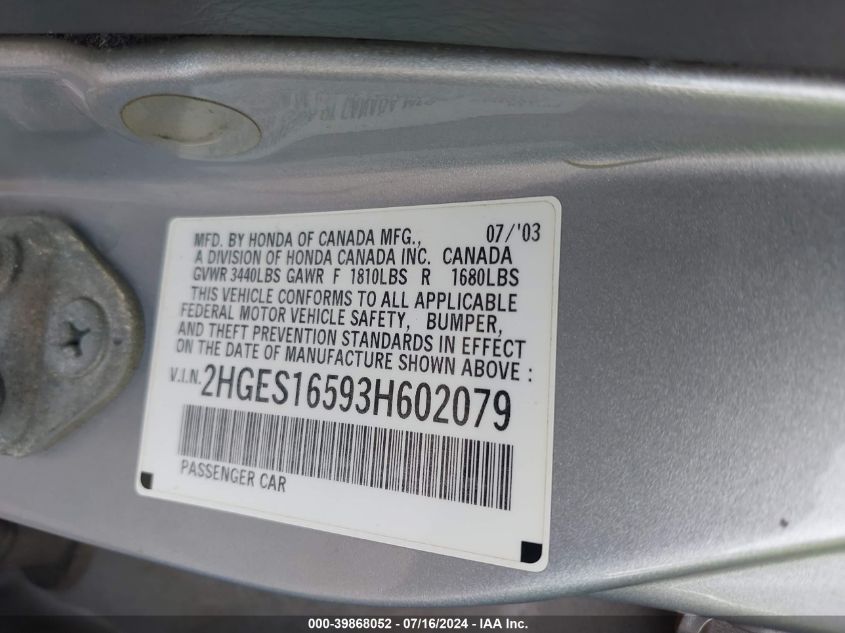 MFD. BY HONDA OF CANADA MFG., 07/'03
A DIVISION OF HONDA CANADA INC. CANADA
GVWR 3440LBS GAWR F 1810LBS R 1680LBS
THIS VEHICLE CONFORMS TO ALL APPLICABLE
FEDERAL MOTOR VEHICLE SAFETY, BUMPER,
AND THEFT PREVENTION STANDARDS IN EFFECT
ON THE DATE OF MANUFACTURE SHOWN ABOVE :
V.I.N. 2HGES16593H602079
PASSENGER CAR
000-39868052 - 07/16/2024 - IAA Inc.